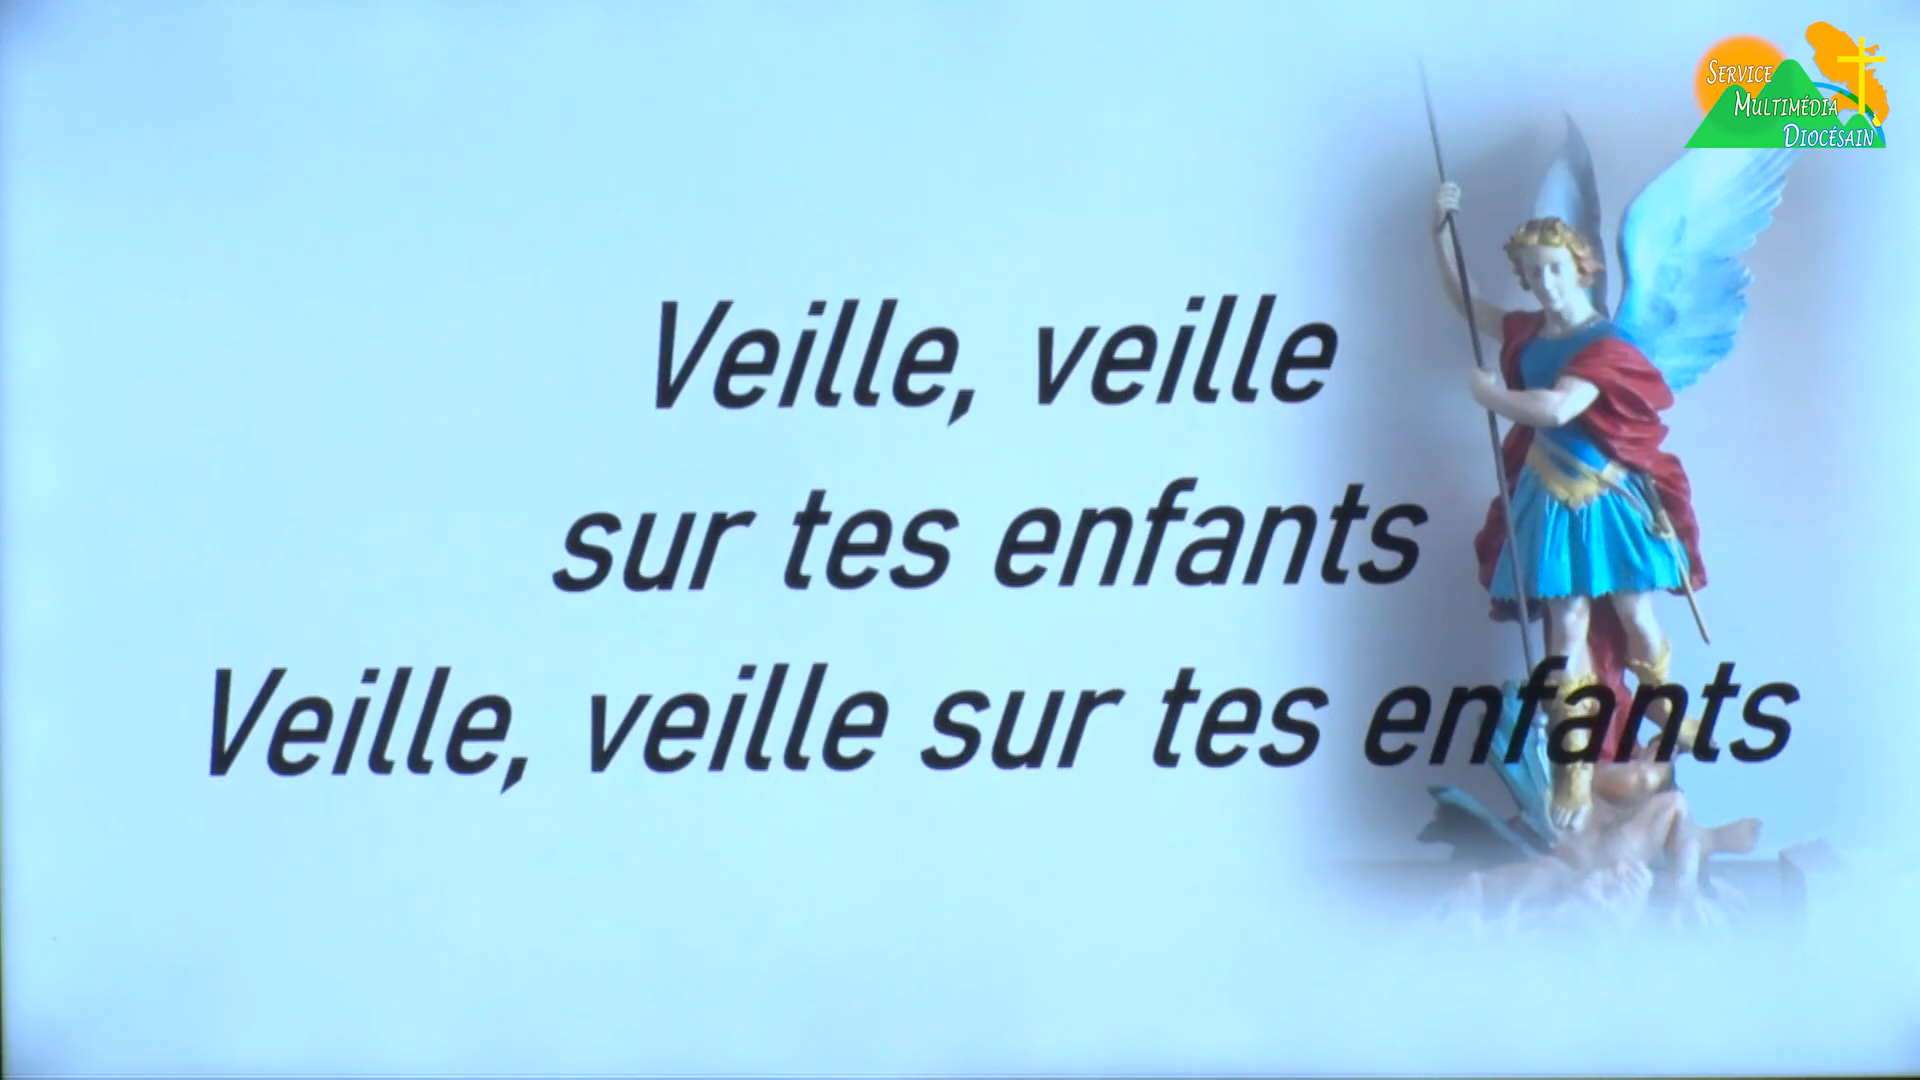 SERVICE
MULTIMÉDIA
DIOCÉSAIN
Veille, veille
sur tes enfants
Veille, veille sur tes enfants